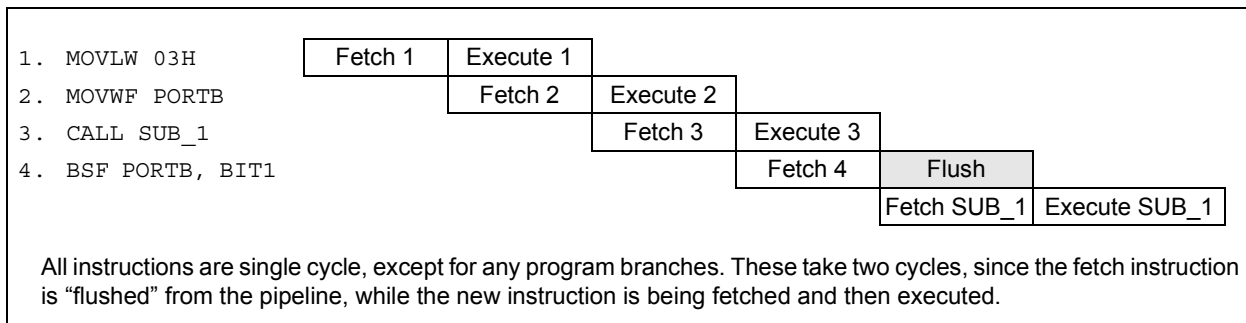 1. MOVLW 03H Fetch 1 Execute 1
2. MOVWF PORTB Fetch 2 Execute 2
3. CALL SUB_1 Fetch 3 Execute 3
4. BSF PORTB, BIT1 Fetch 4 Flush
Fetch SUB_1 Execute SUB_1
All instructions are single cycle, except for any program branches. These take two cycles, since the fetch instruction
is “flushed” from the pipeline, while the new instruction is being fetched and then executed.